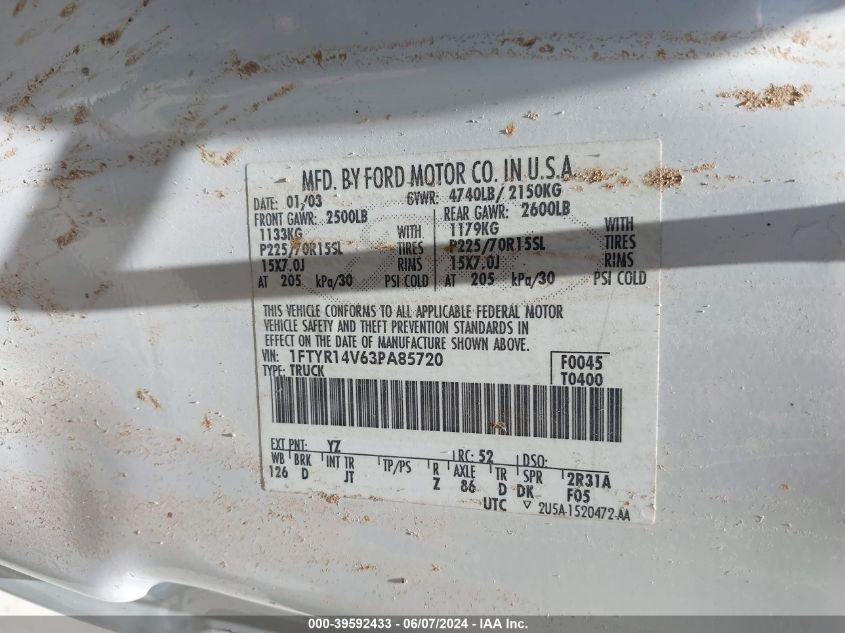 MFD. BY FORD MOTOR CO. IN U.S.A
DATE: 01/03 GVWR: 4740LB/ 2150KG
FRONT GAWR: 2500LB REAR GAWR: 2600LB
1133KG WITH 1179KG WITH
P225/70R15SL TIRES P225/70R15SL TIRES
15X7.0J RIMS 15X7.0J RIMS
AT 205 kPa/30 PSI COLD AT 205 kPa/30 PSI COLD
THIS VEHICLE CONFORMS TO ALL APPLICABLE FEDERAL MOTOR
VEHICLE SAFETY AND THEFT PREVENTION STANDARDS IN
EFFECT ON THE DATE OF MANUFACTURE SHOWN ABOVE.
VIN: 1FTYR14V63PA85720 F0045
TYPE: TRUCK T0400
EXT PNT: YZ RC: 52 DSO:
WB BRK INT TR TP/PS R AXLE TR SPR 2R31A
126 D JT Z 86 D DK F05
UTC ▽ 2U5A-1520472-AA
000-39592433 - 06/07/2024 - IAA Inc.